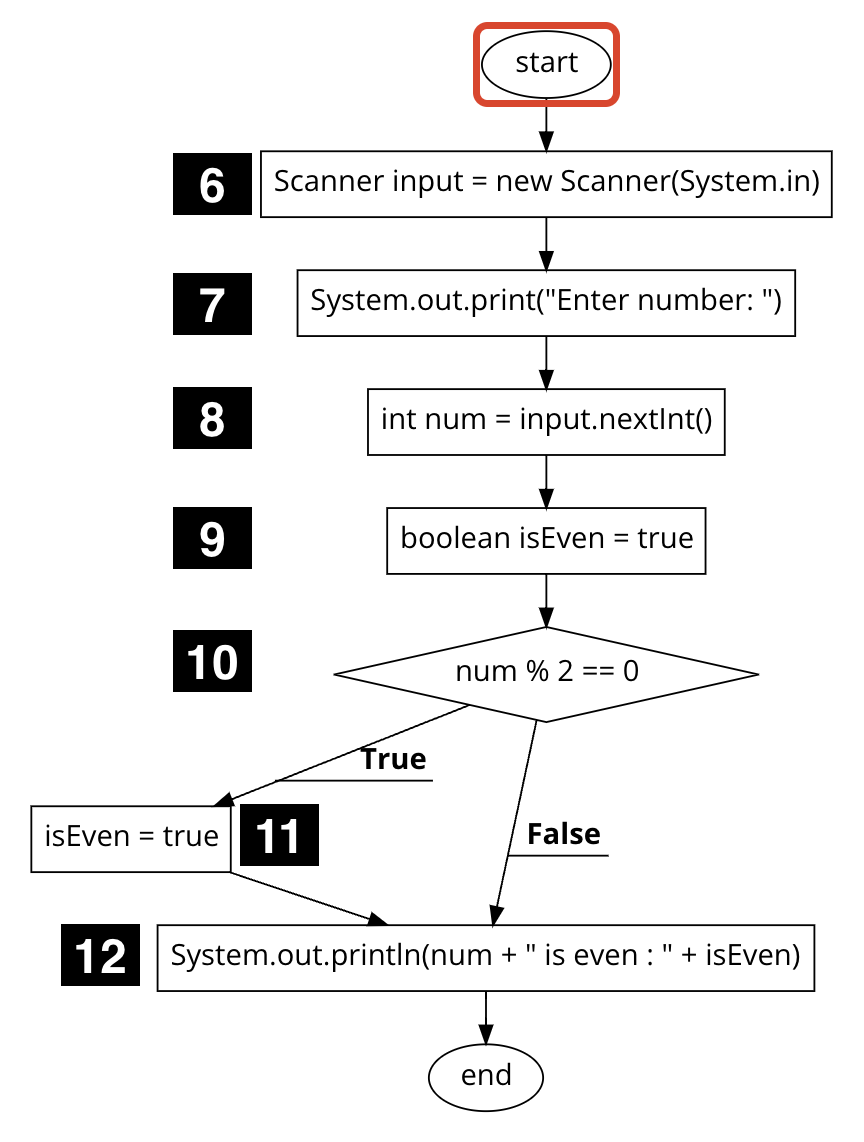 start
6
Scanner input = new Scanner(System.in)
7
System.out.print("Enter number: ")
8
int num = input.nextInt()
9
boolean isEven = true
10
num % 2 == 0
True
isEven = true
11
False
12
System.out.println(num + " is even : " + isEven)
end